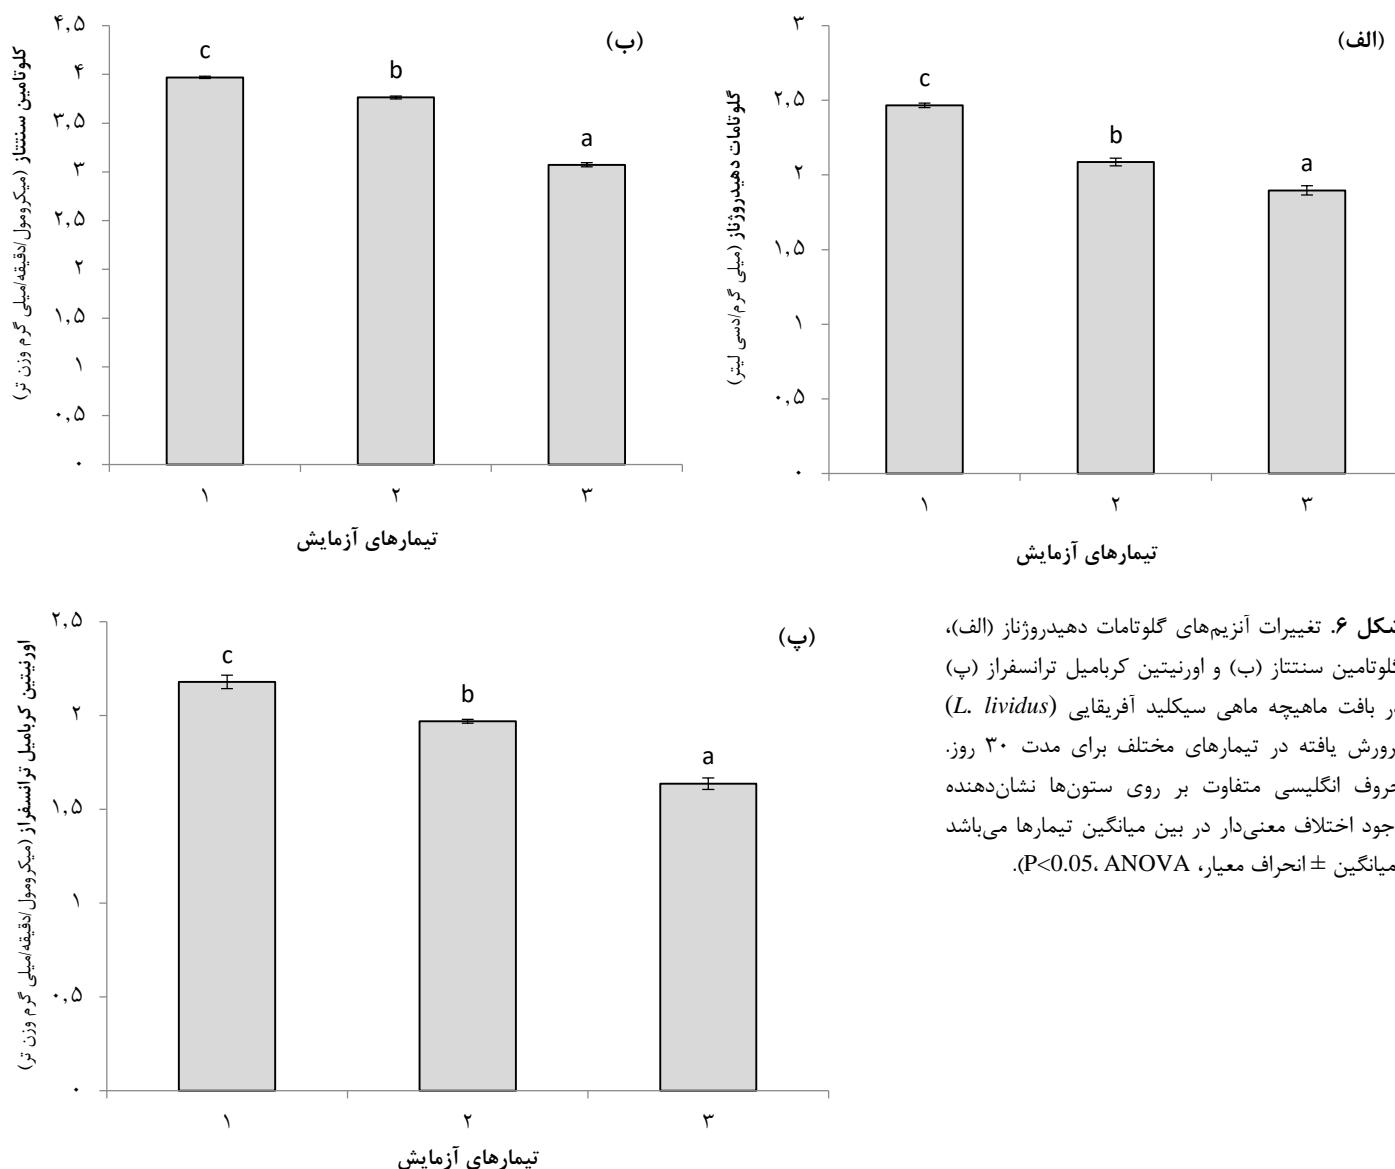 (الف)
گلوتامات دهیدروژناز (میلی گرم/دسی لیتر)
۳
۲,۵
۲
۱,۵
۱
۰,۵
۰
c
b
a
۱ ۲ ۳
تیمارهای آزمایش
(ب)
گلوتامین سنتتاز (میکرومول/دقیقه/میلی گرم وزن تر)
۴,۵
۴
۳,۵
۳
۲,۵
۲
۱,۵
۱
۰,۵
۰
c
b
a
۱ ۲ ۳
تیمارهای آزمایش
(پ)
اورنیتین کربامیل ترانسفراز (میکرومول/دقیقه/میلی گرم وزن تر)
۲,۵
۲
۱,۵
۱
۰,۵
۰
c
b
a
۱ ۲ ۳
تیمارهای آزمایش
شکل ۶. تغییرات آنزیم‌های گلوتامات دهیدروژناز (الف)،
گلوتامین سنتتاز (ب) و اورنیتین کربامیل ترانسفراز (پ)
در بافت ماهیچه ماهی سیکلید آفریقایی (L. lividus)
پرورش یافته در تیمارهای مختلف برای مدت ۳۰ روز.
حروف انگلیسی متفاوت بر روی ستون‌ها نشان‌دهنده
وجود اختلاف معنی‌دار در بین میانگین تیمارها می‌باشد
(میانگین ± انحراف معیار، P<0.05، ANOVA).